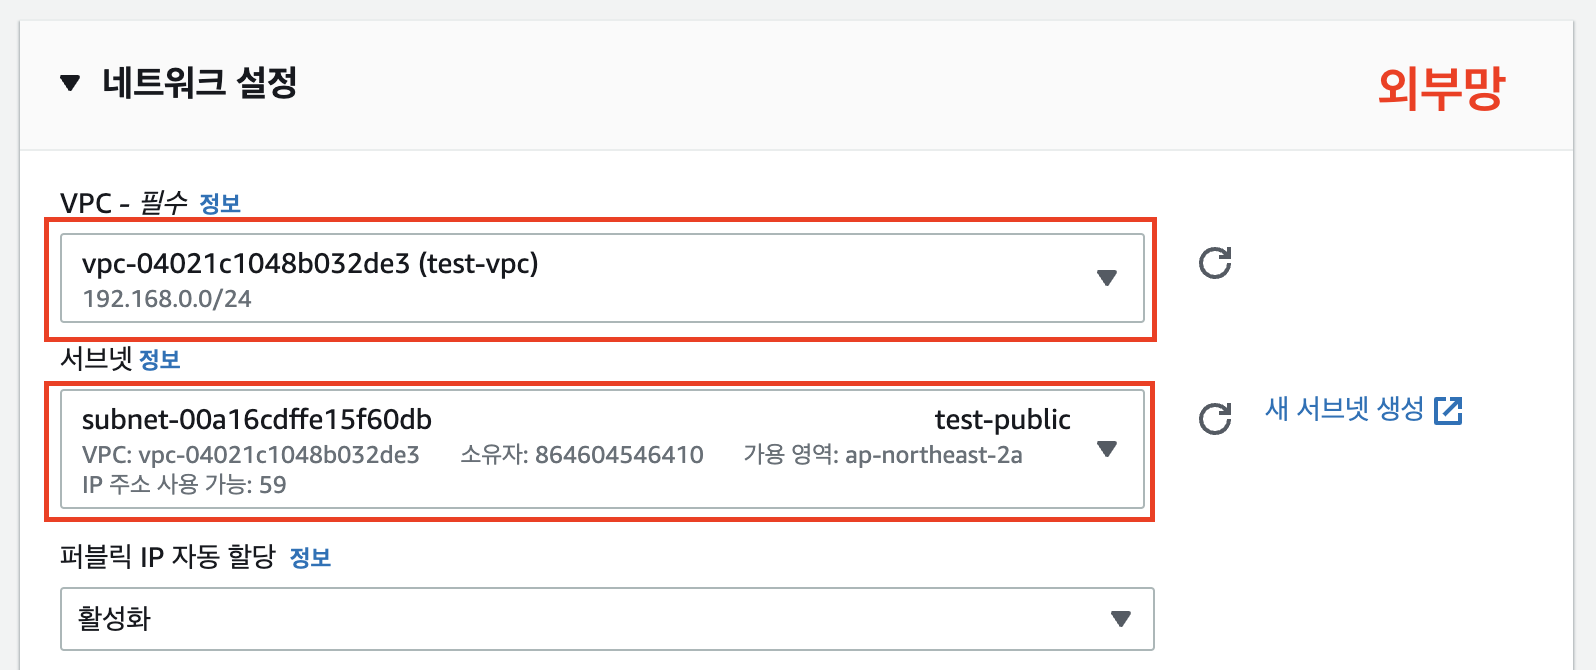 네트워크 설정
외부망
VPC - 필수 정보
vpc-04021c1048b032de3 (test-vpc)
192.168.0.0/24
서브넷 정보
subnet-00a16cdffe15f60db test-public
VPC: vpc-04021c1048b032de3 소유자: 864604546410 가용 영역: ap-northeast-2a
IP 주소 사용 가능: 59
새 서브넷 생성
퍼블릭 IP 자동 할당 정보
활성화